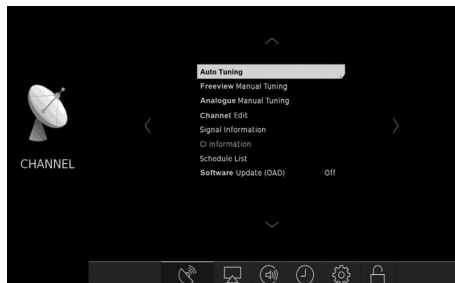 Auto Tuning
Freeview Manual Tuning
Analogue Manual Tuning
Channel Edit
Signal Information
CI Information
Schedule List
Software Update (OAD) Off
CHANNEL